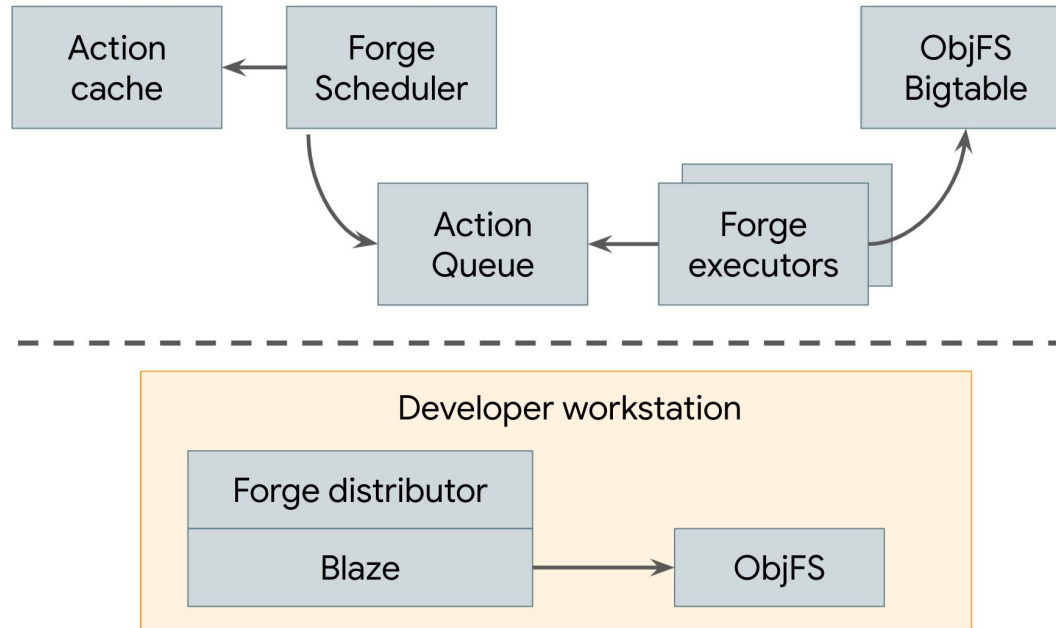 Action
cache
Forge
Scheduler
ObjFS
Bigtable
Action
Queue
Forge
executors
Developer workstation
Forge distributor
Blaze
ObjFS